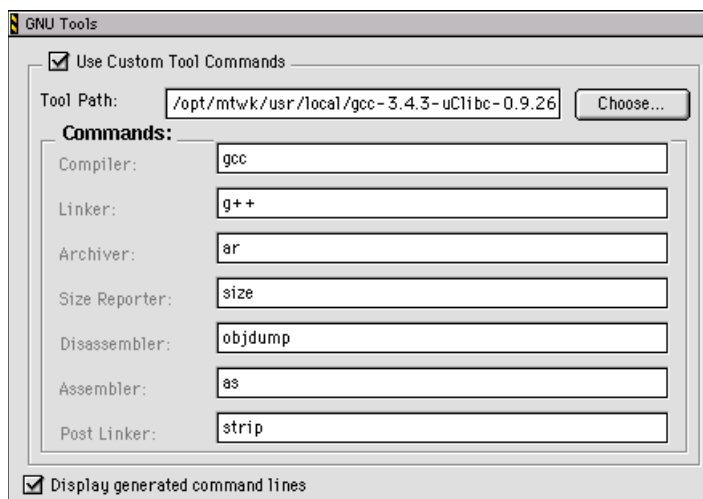 GNU Tools
Use Custom Tool Commands
Tool Path: /opt/mtwk/usr/local/gcc-3.4.3-uClibc-0.9.26 Choose...
Commands:
Compiler: gcc
Linker: g++
Archiver: ar
Size Reporter: size
Disassembler: objdump
Assembler: as
Post Linker: strip
Display generated command lines